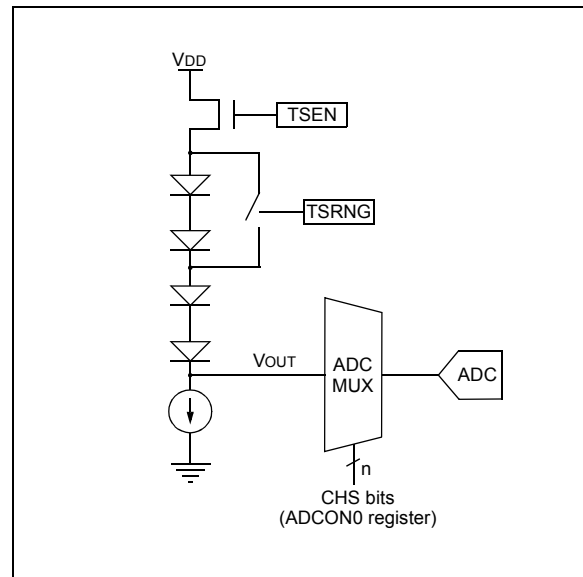 VDD
TSEN
TSRNG
VOUT
ADC
MUX
ADC
n
CHS bits
(ADCON0 register)